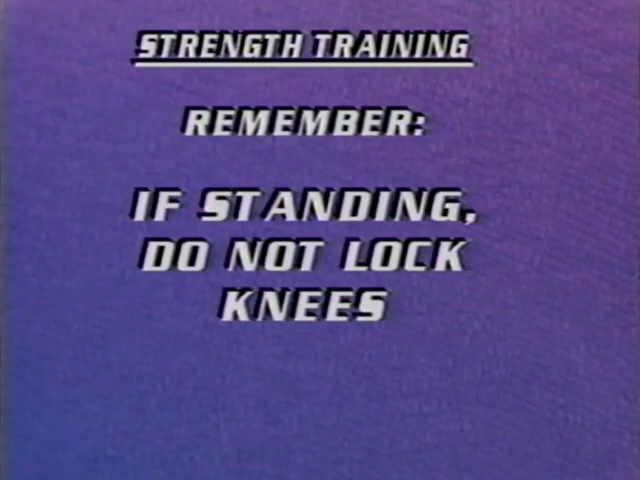 STRENGTH TRAINING
REMEMBER:
IF STANDING,
DO NOT LOCK
KNEES